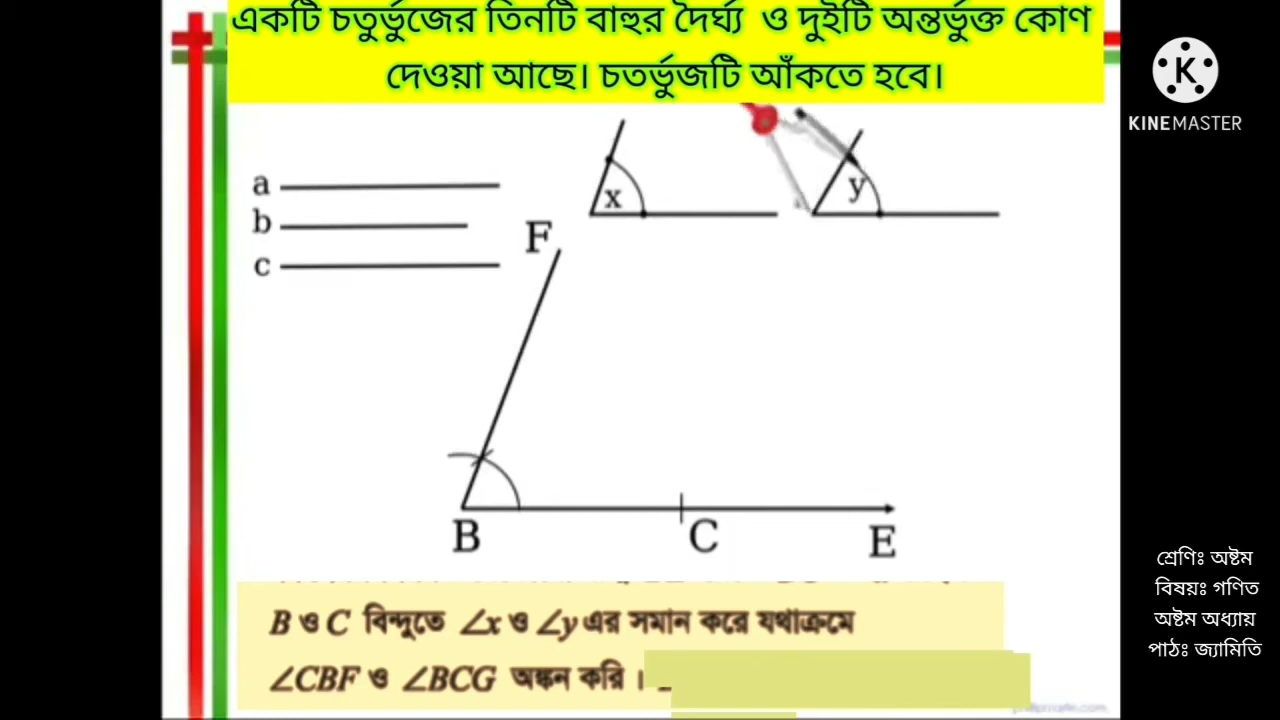 একটি চতুর্ভুজের তিনটি বাহুর দৈর্ঘ্য ও দুইটি অন্তর্ভুক্ত কোণ
দেওয়া আছে। চতর্ভুজটি আঁকতে হবে।
KINEMASTER
a
b
c
x
y
F
B
C
E
B ও C বিন্দুতে ∠x ও ∠y এর সমান করে যথাক্রমে
∠CBF ও ∠BCG অঙ্কন করি।
শ্রেণিঃ অষ্টম
বিষয়ঃ গণিত
অষ্টম অধ্যায়
পাঠঃ জ্যামিতি